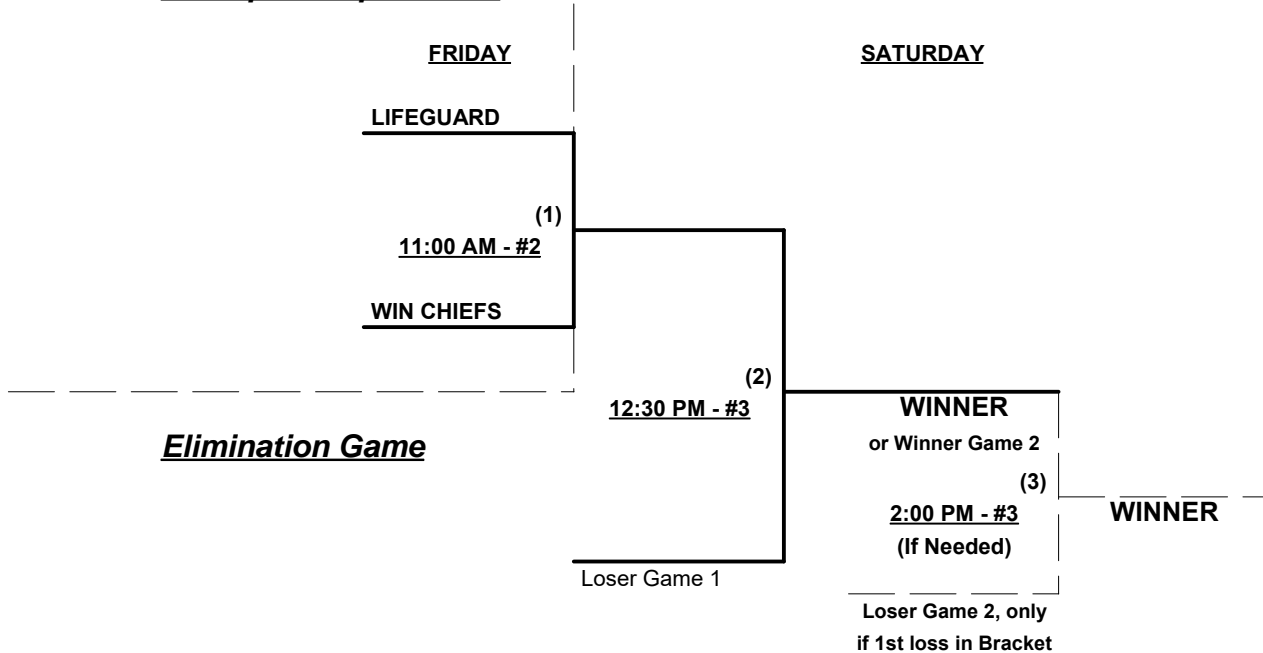 FRIDAY
SATURDAY
LIFEGUARD
(1)
11:00 AM - #2
WIN CHIEFS
(2)
12:30 PM - #3
WINNER
or Winner Game 2
Elimination Game
(3)
2:00 PM - #3
WINNER
(If Needed)
Loser Game 1
Loser Game 2, only
if 1st loss in Bracket